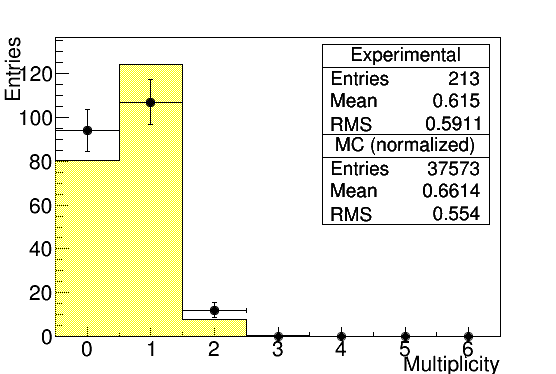 Entries
120
100
80
60
40
20
0
0 1 2 3 4 5 6
Multiplicity
Experimental
Entries 213
Mean 0.615
RMS 0.5911
MC (normalized)
Entries 37573
Mean 0.6614
RMS 0.554